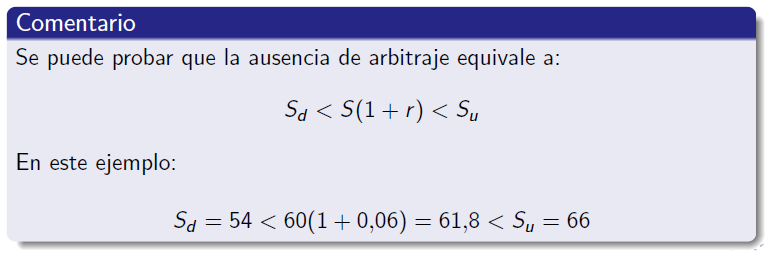 Comentario
Se puede probar que la ausencia de arbitraje equivale a:
S_d < S(1 + r) < S_u
En este ejemplo:
S_d = 54 < 60(1 + 0,06) = 61,8 < S_u = 66